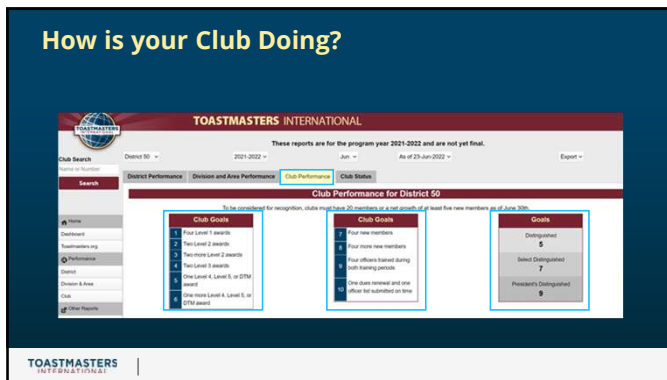 How is your Club Doing?
TOASTMASTERS
INTERNATIONAL
TOASTMASTERS INTERNATIONAL
These reports are for the program year 2021-2022 and are not yet final.
Club Search
District 50
2021-2022
Jun.
As of 23-Jun-2022
Export
Name or Number
Search
District Performance
Division and Area Performance
Club Performance
Club Status
Club Performance for District 50
To be considered for recognition, clubs must have 20 members or a net growth of at least five new members as of June 30th.
Home
Dashboard
Toastmasters.org
Performance
District
Division & Area
Club
Other Reports
Club Goals
1 Four Level 1 awards
2 Two Level 2 awards
3 Two more Level 2 awards
4 Two Level 3 awards
5 One Level 4, Level 5, or DTM
award
6 One more Level 4, Level 5, or
DTM award
Club Goals
7 Four new members
8 Four more new members
9 Four officers trained during
both training periods
10 One dues renewal and one
officer list submitted on time
Goals
Distinguished
5
Select Distinguished
7
President's Distinguished
9
TOASTMASTERS
INTERNATIONAL